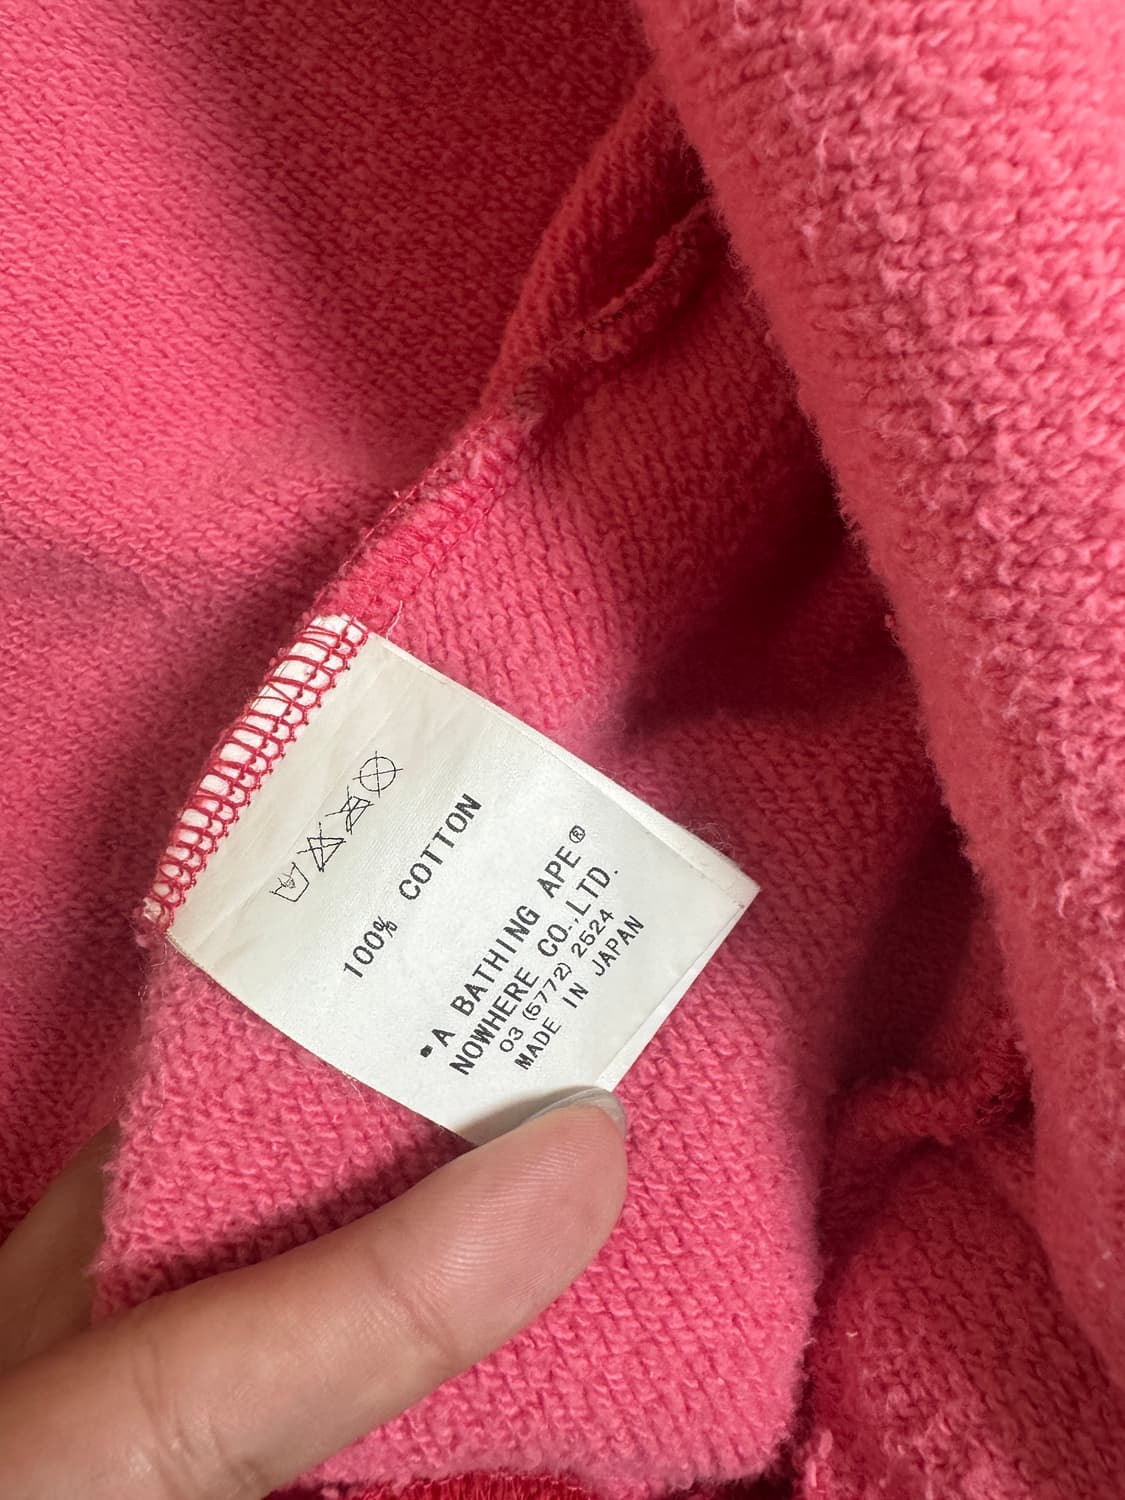 100% COTTON
A BATHING APE®
NOWHERE CO.,LTD.
03 (5772) 2524
MADE IN JAPAN